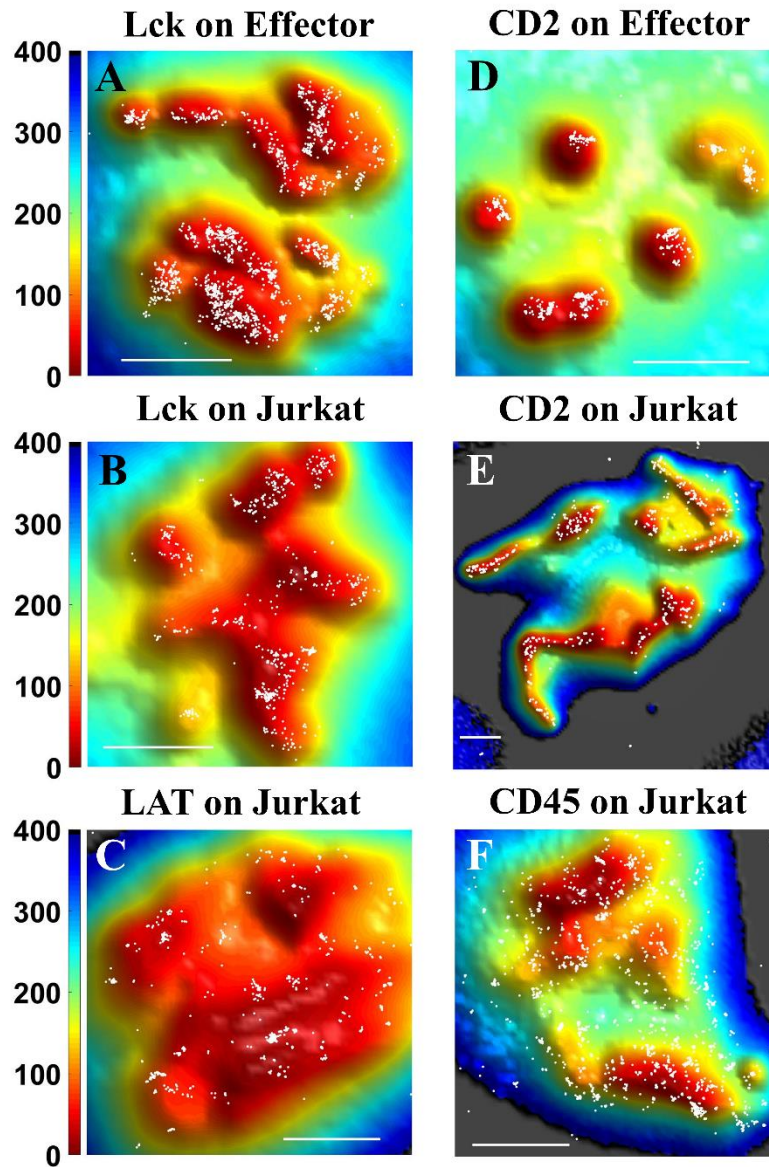 Lck on Effector
CD2 on Effector
400
300
200
100
0
A
D
Lck on Jurkat
CD2 on Jurkat
400
300
200
100
0
B
E
LAT on Jurkat
CD45 on Jurkat
400
300
200
100
0
C
F